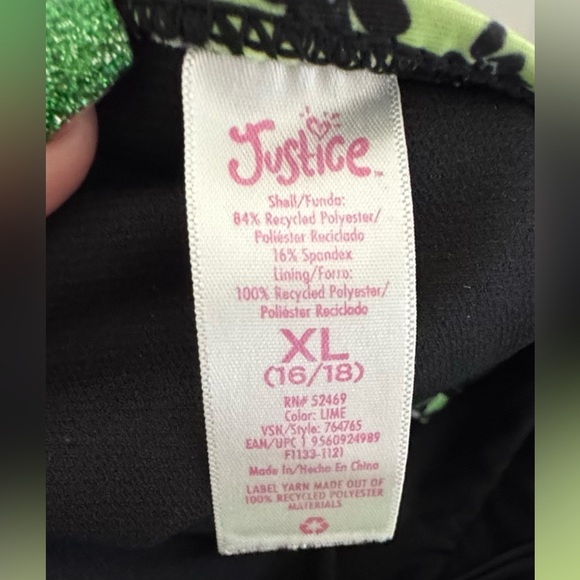 Justice™
Shell/Funda:
84% Recycled Polyester/
Poliéster Reciclado
16% Spandex
Lining/Forro:
100% Recycled Polyester/
Poliéster Reciclado
XL
(16/18)
RN# 52469
Color: LIME
VSN/Style: 764765
EAN/UPC 1 9560924989
F1133-1121
Made In/Hecho En China
LABEL YARN MADE OUT OF
100% RECYCLED POLYESTER
MATERIALS